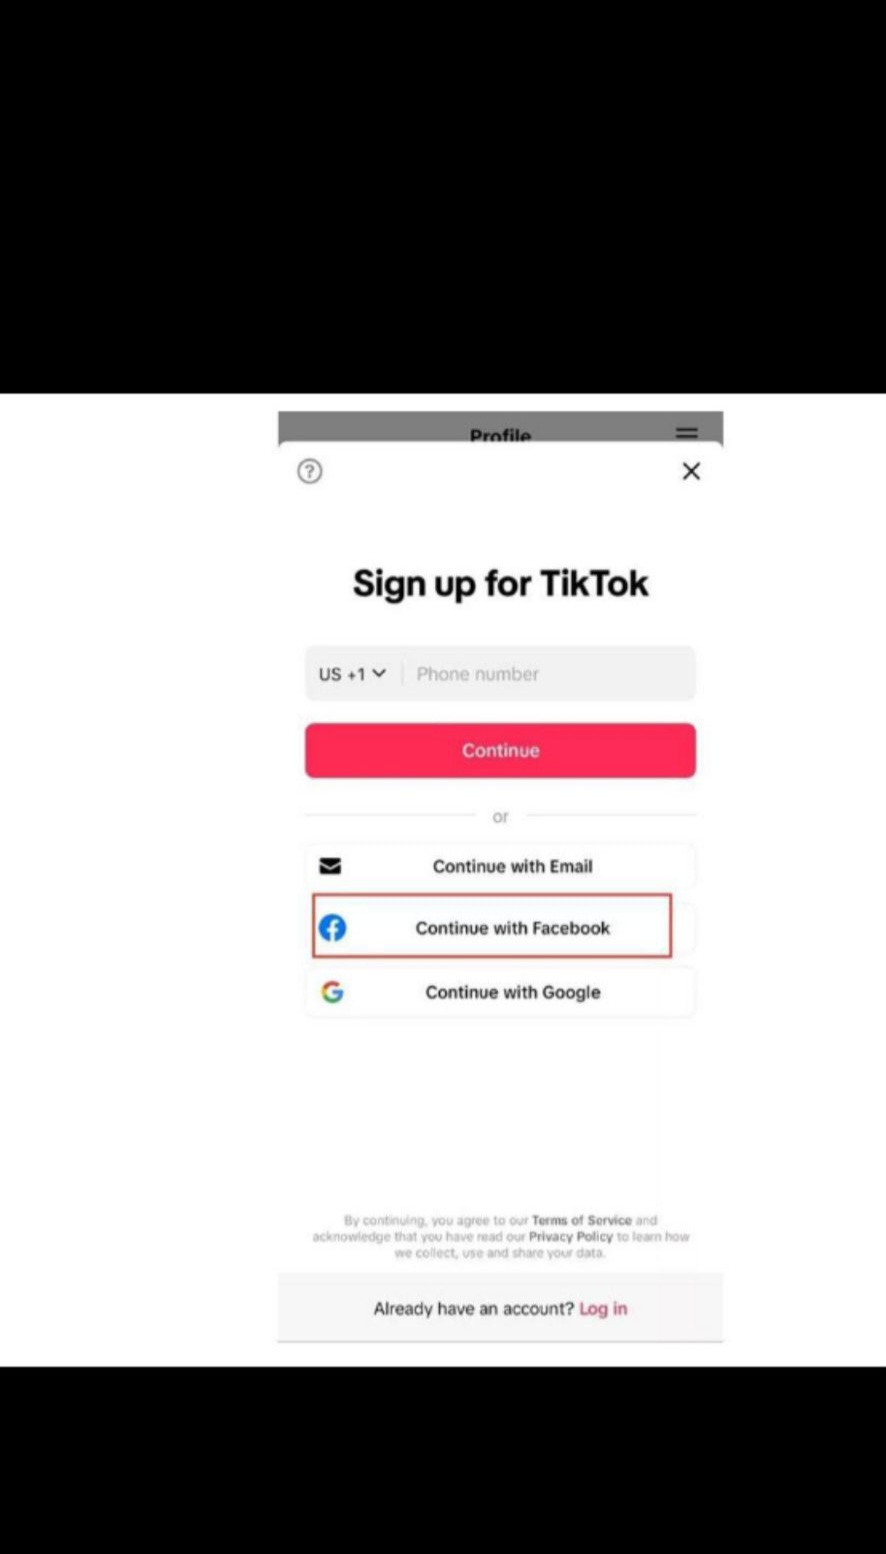 Profile
Sign up for TikTok
US +1 Phone number
Continue
or
Continue with Email
Continue with Facebook
Continue with Google
By continuing, you agree to our Terms of Service and
acknowledge that you have read our Privacy Policy to learn how
we collect, use and share your data.
Already have an account? Log in